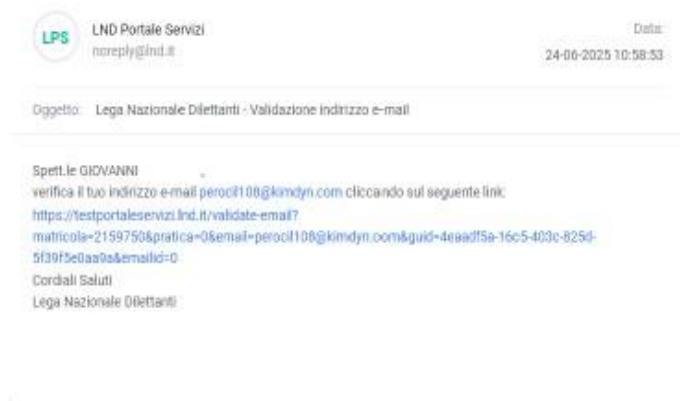 LPS
LND Portale Servizi
noreply@lnd.it
Data:
24-06-2025 10:58:53
Oggetto: Lega Nazionale Dilettanti - Validazione indirizzo e-mail
Spett.le GIOVANNI
verifica il tuo indirizzo e-mail perocil108@kimdyn.com cliccando sul seguente link:
https://testportaleservizi.lnd.it/validate-email?
matricola=2159750&pratica=0&email=perocil108@kimdyn.com&guid=4eaadf5a-16c5-403c-825d-
5f39f5e0aa9a&emailid=0
Cordiali Saluti
Lega Nazionale Dilettanti